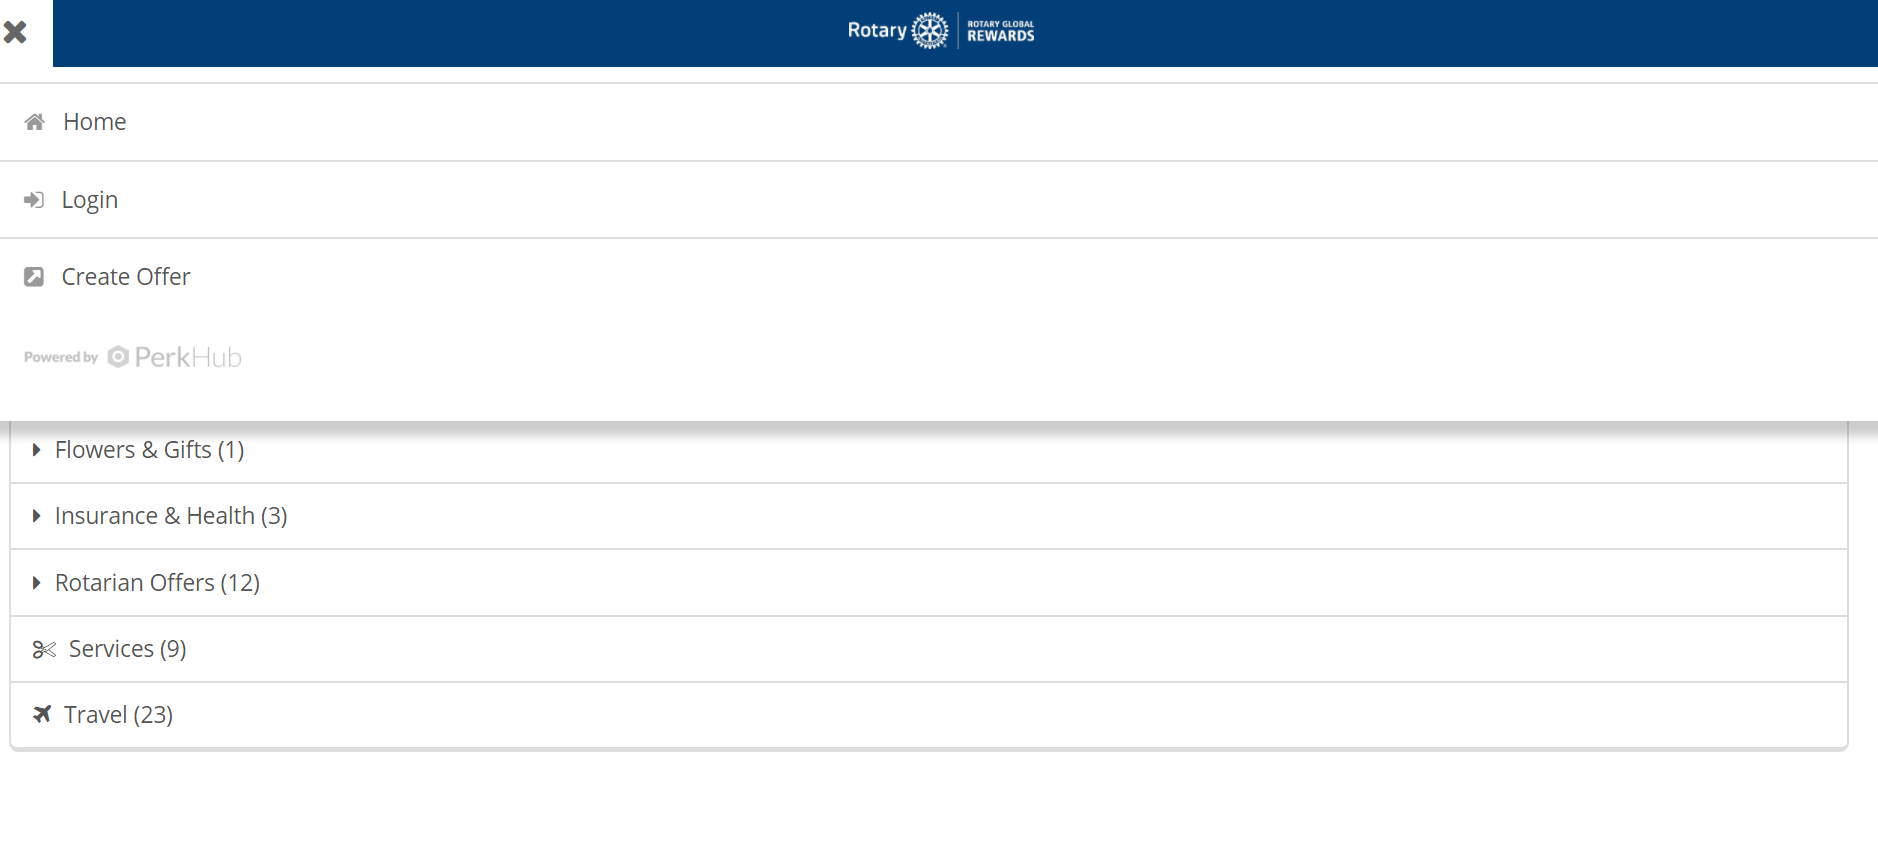 Rotary
ROTARY GLOBAL
REWARDS
Home
Login
Create Offer
Powered by PerkHub
Flowers & Gifts (1)
Insurance & Health (3)
Rotarian Offers (12)
Services (9)
Travel (23)